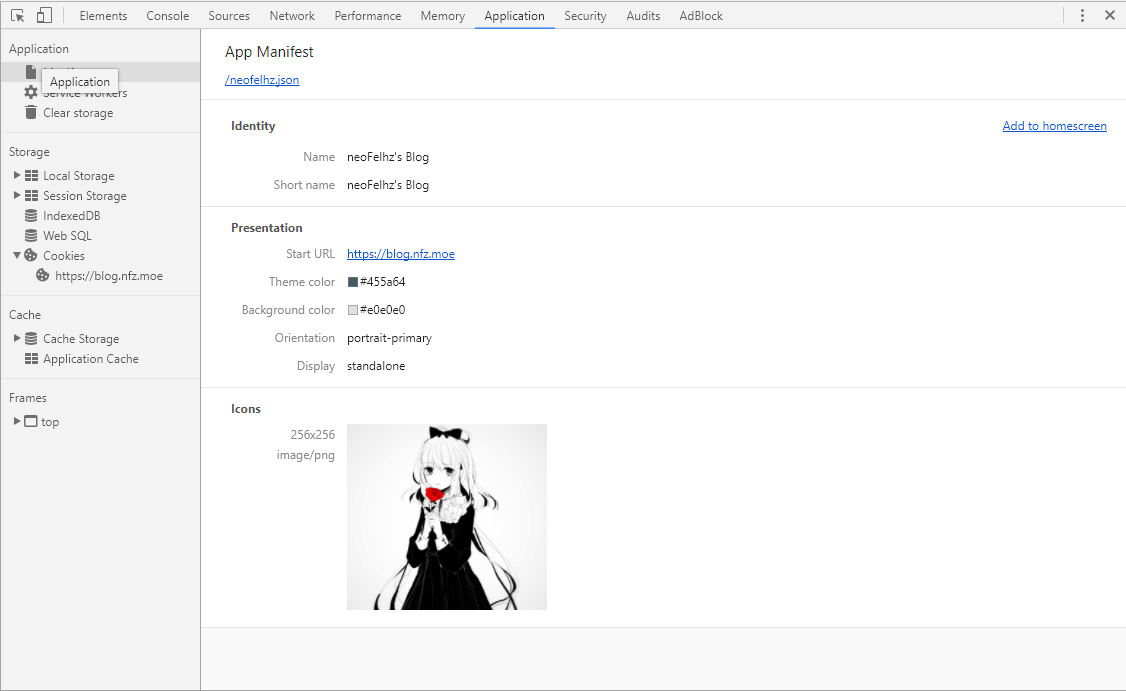 Elements Console Sources Network Performance Memory Application Security Audits AdBlock
Application
Application
Service Workers
Clear storage
Storage
Local Storage
Session Storage
IndexedDB
Web SQL
Cookies
https://blog.nfz.moe
Cache
Cache Storage
Application Cache
Frames
top
App Manifest
/neofelhz.json
Identity Add to homescreen
Name neoFelhz's Blog
Short name neoFelhz's Blog
Presentation
Start URL https://blog.nfz.moe
Theme color #455a64
Background color #e0e0e0
Orientation portrait-primary
Display standalone
Icons
256x256
image/png